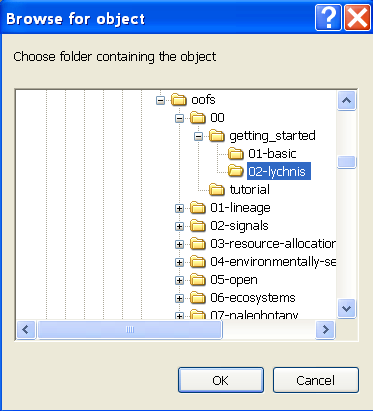 Browse for object
Choose folder containing the object
oofs
00
getting_started
01-basic
02-lychnis
tutorial
01-lineage
02-signals
03-resource-allocation
04-environmentally-se
05-open
06-ecosystems
07-paleobotany
OK
Cancel